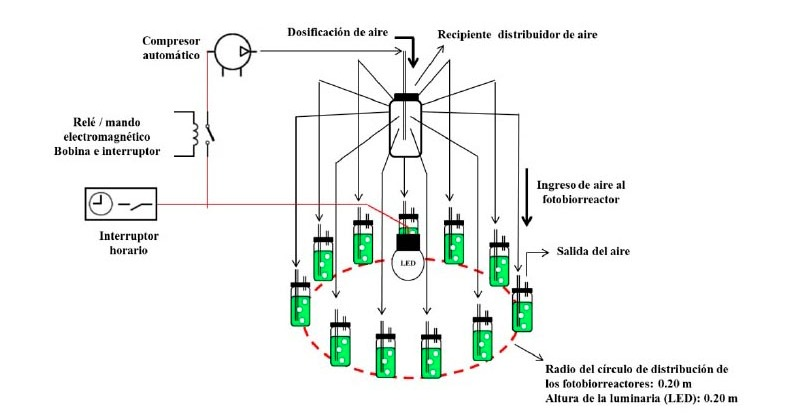 Dosificación de aire
Recipiente distribuidor de aire
Compresor
automático
Relé / mando
electromagnético
Bobina e interruptor
Interruptor
horario
Ingreso de aire al
fotobiorreactor
Salida del aire
LED
Radio del círculo de distribución de
los fotobiorreactores: 0.20 m
Altura de la luminaria (LED): 0.20 m